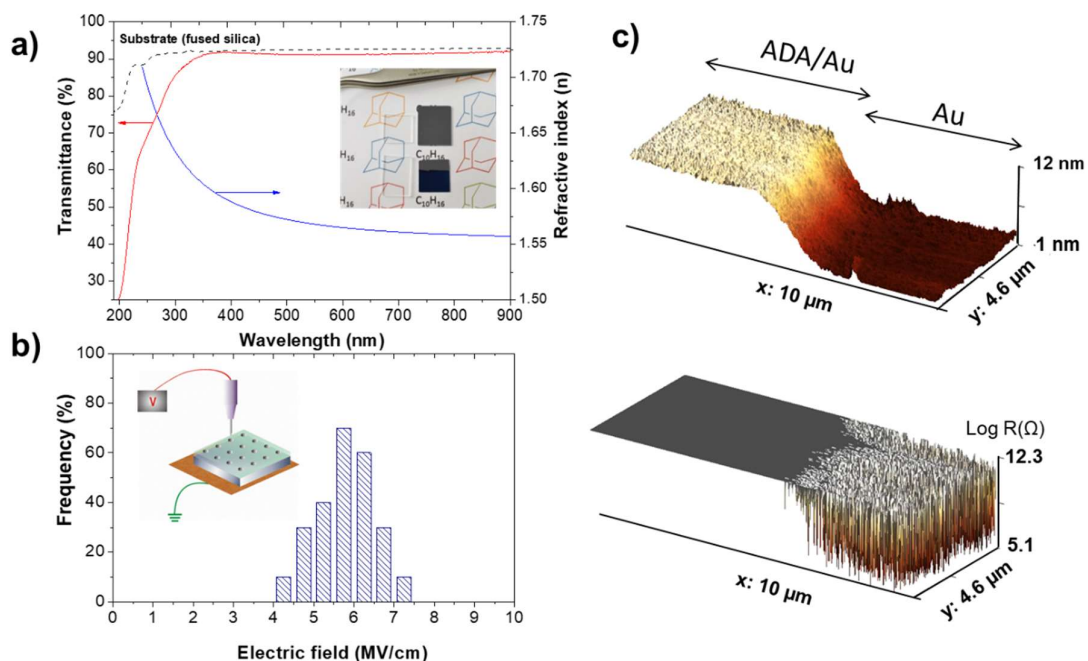 a)
Substrate (fused silica)
100
90
80
70
60
50
40
30
Transmittance (%)
1.75
1.70
1.65
1.60
1.55
1.50
Refractive index (n)
H16
C10H16
H16
H16
C10H16
200 300 400 500 600 700 800 900
Wavelength (nm)
b)
100
80
60
40
20
0
Frequency (%)
V
0 1 2 3 4 5 6 7 8 9 10
Electric field (MV/cm)
c)
ADA/Au
Au
12 nm
1 nm
x: 10 µm
y: 4.6 µm
Log R(Ω)
12.3
5.1
x: 10 µm
y: 4.6 µm